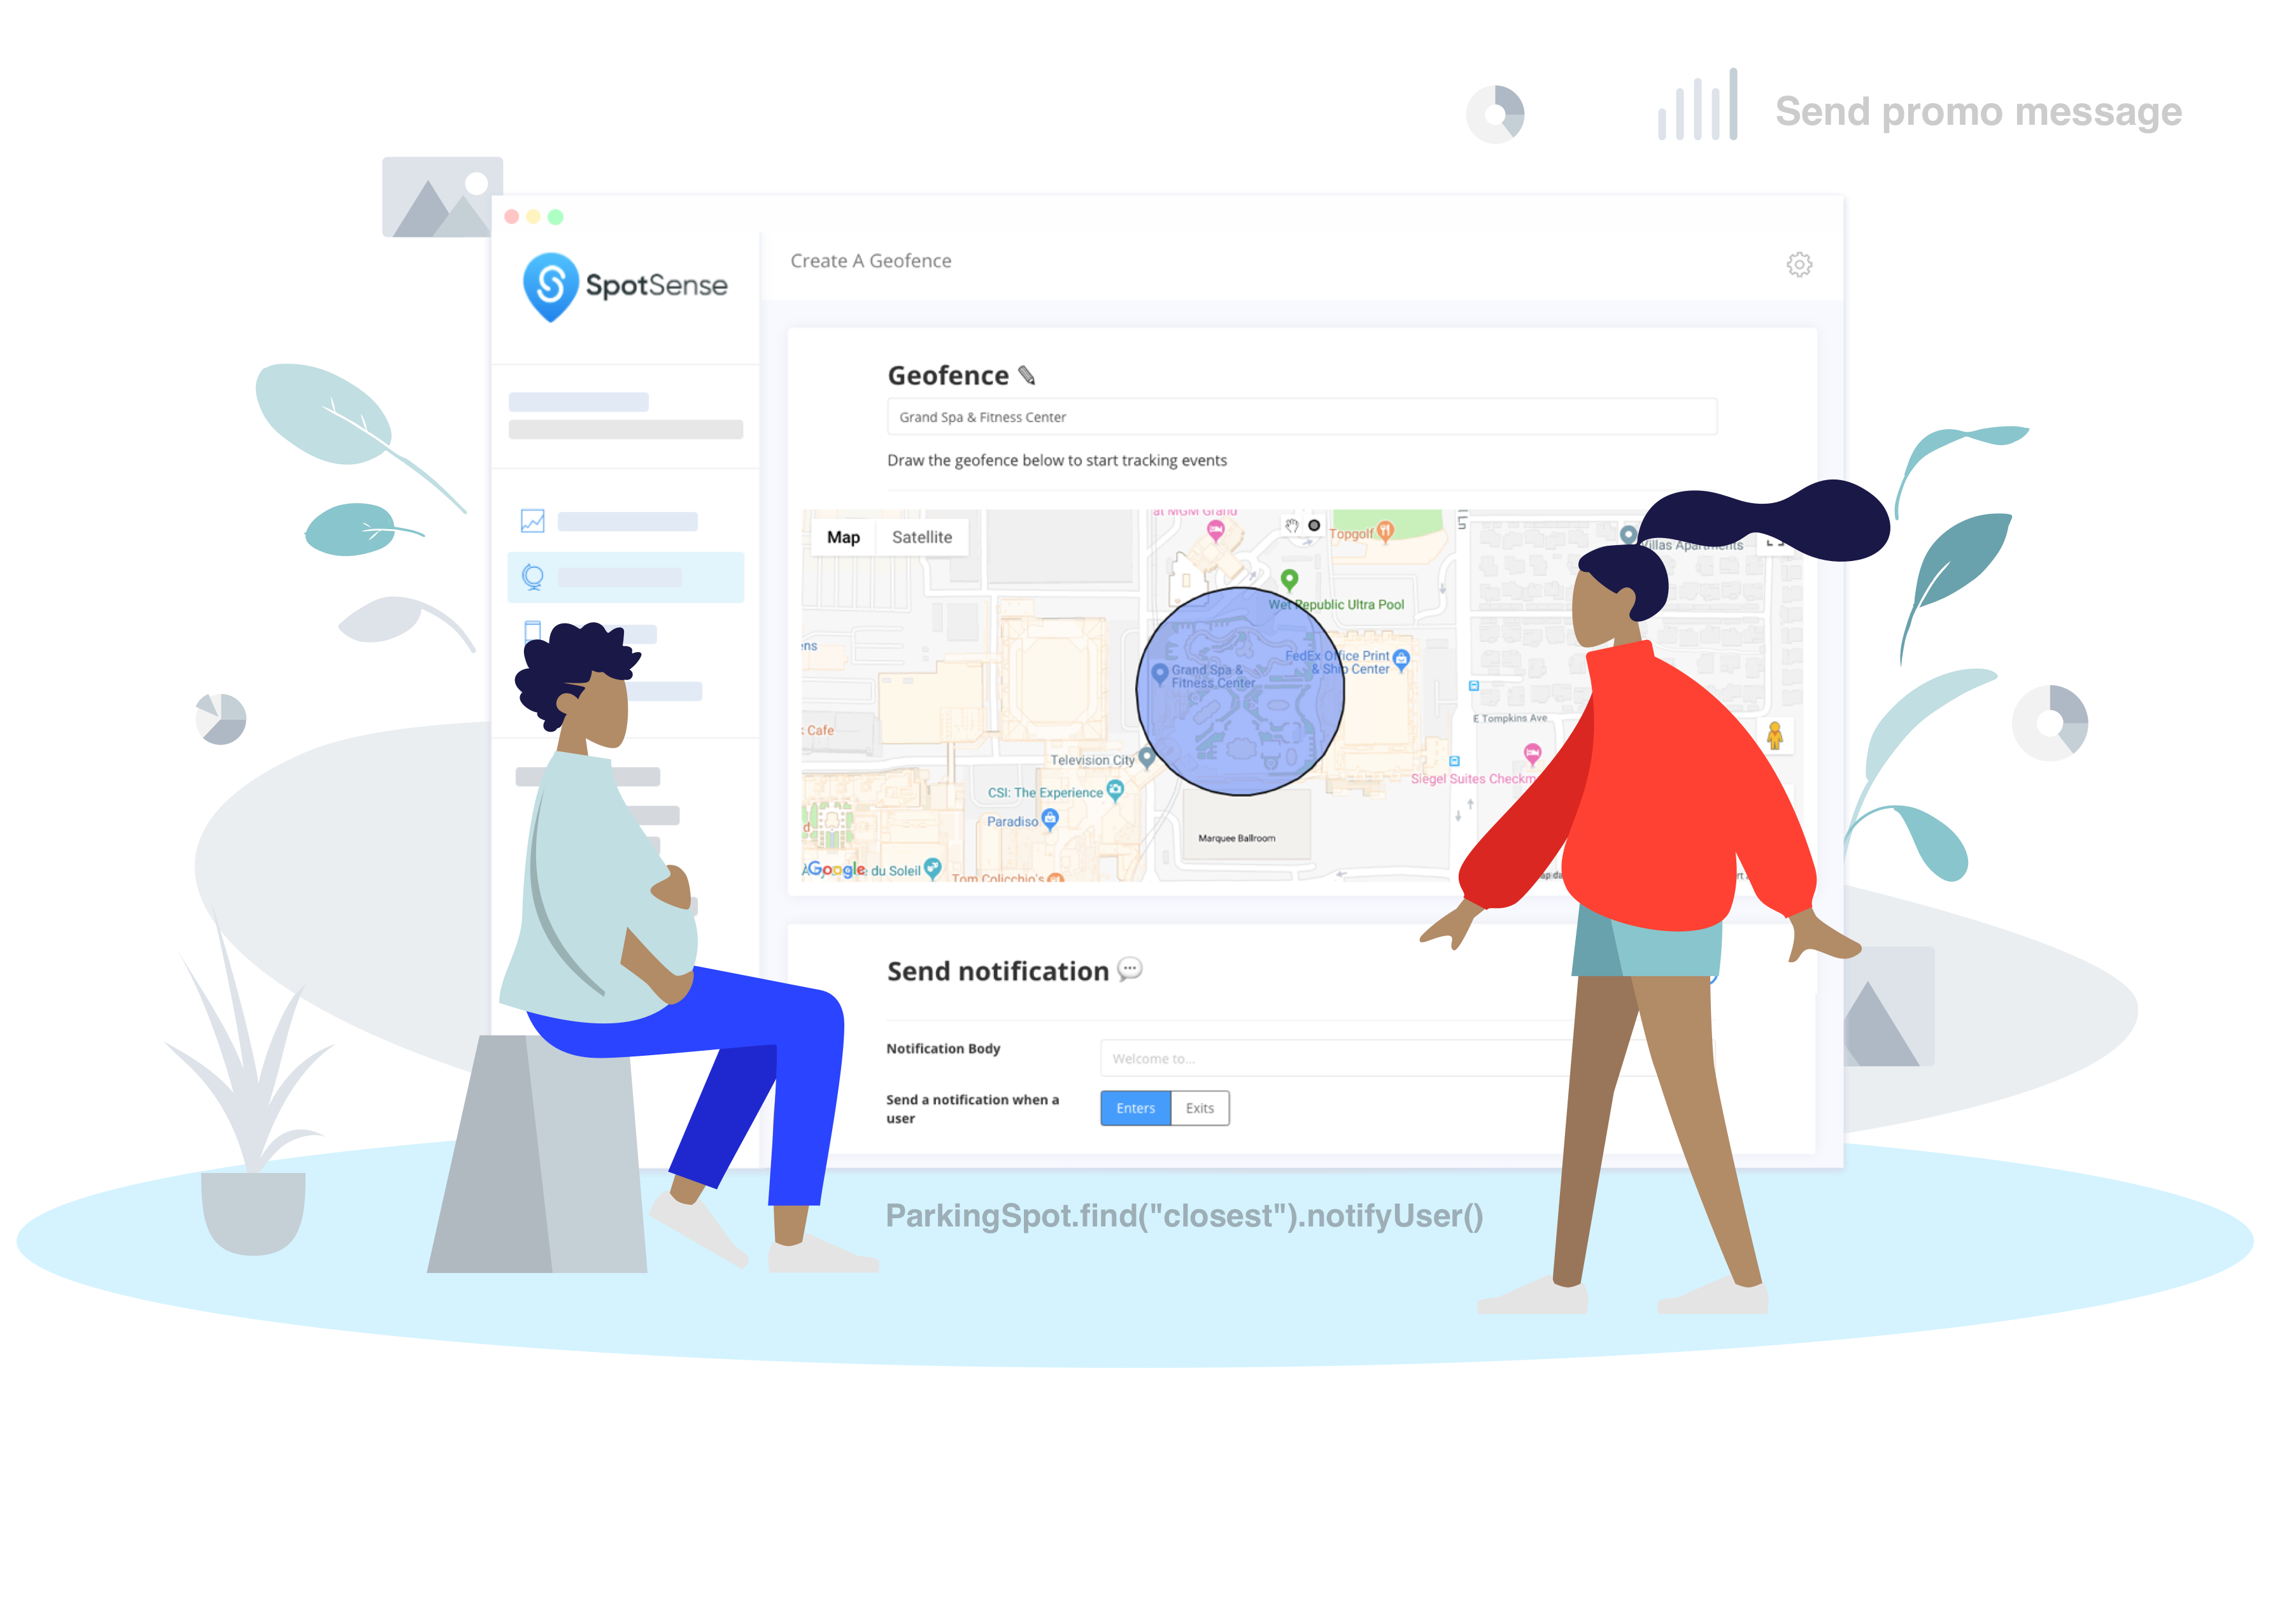 Send promo message
SpotSense
Create A Geofence
Geofence
Grand Spa & Fitness Center
Draw the geofence below to start tracking events
Map
Satellite
at MGM Grand
Topgolf
Villas Apartments
Wet Republic Ultra Pool
FedEx Office Print
& Ship Center
Grand Spa &
Fitness Center
E Tompkins Ave
Cafe
Television City
Siegel Suites
CSI: The Experience
Paradiso
Marquee Ballroom
Google
du Soleil
Tom Colicchio's
Send notification
Notification Body
Welcome to...
Send a notification when a
user
Enters
Exits
ParkingSpot.find("closest").notifyUser()